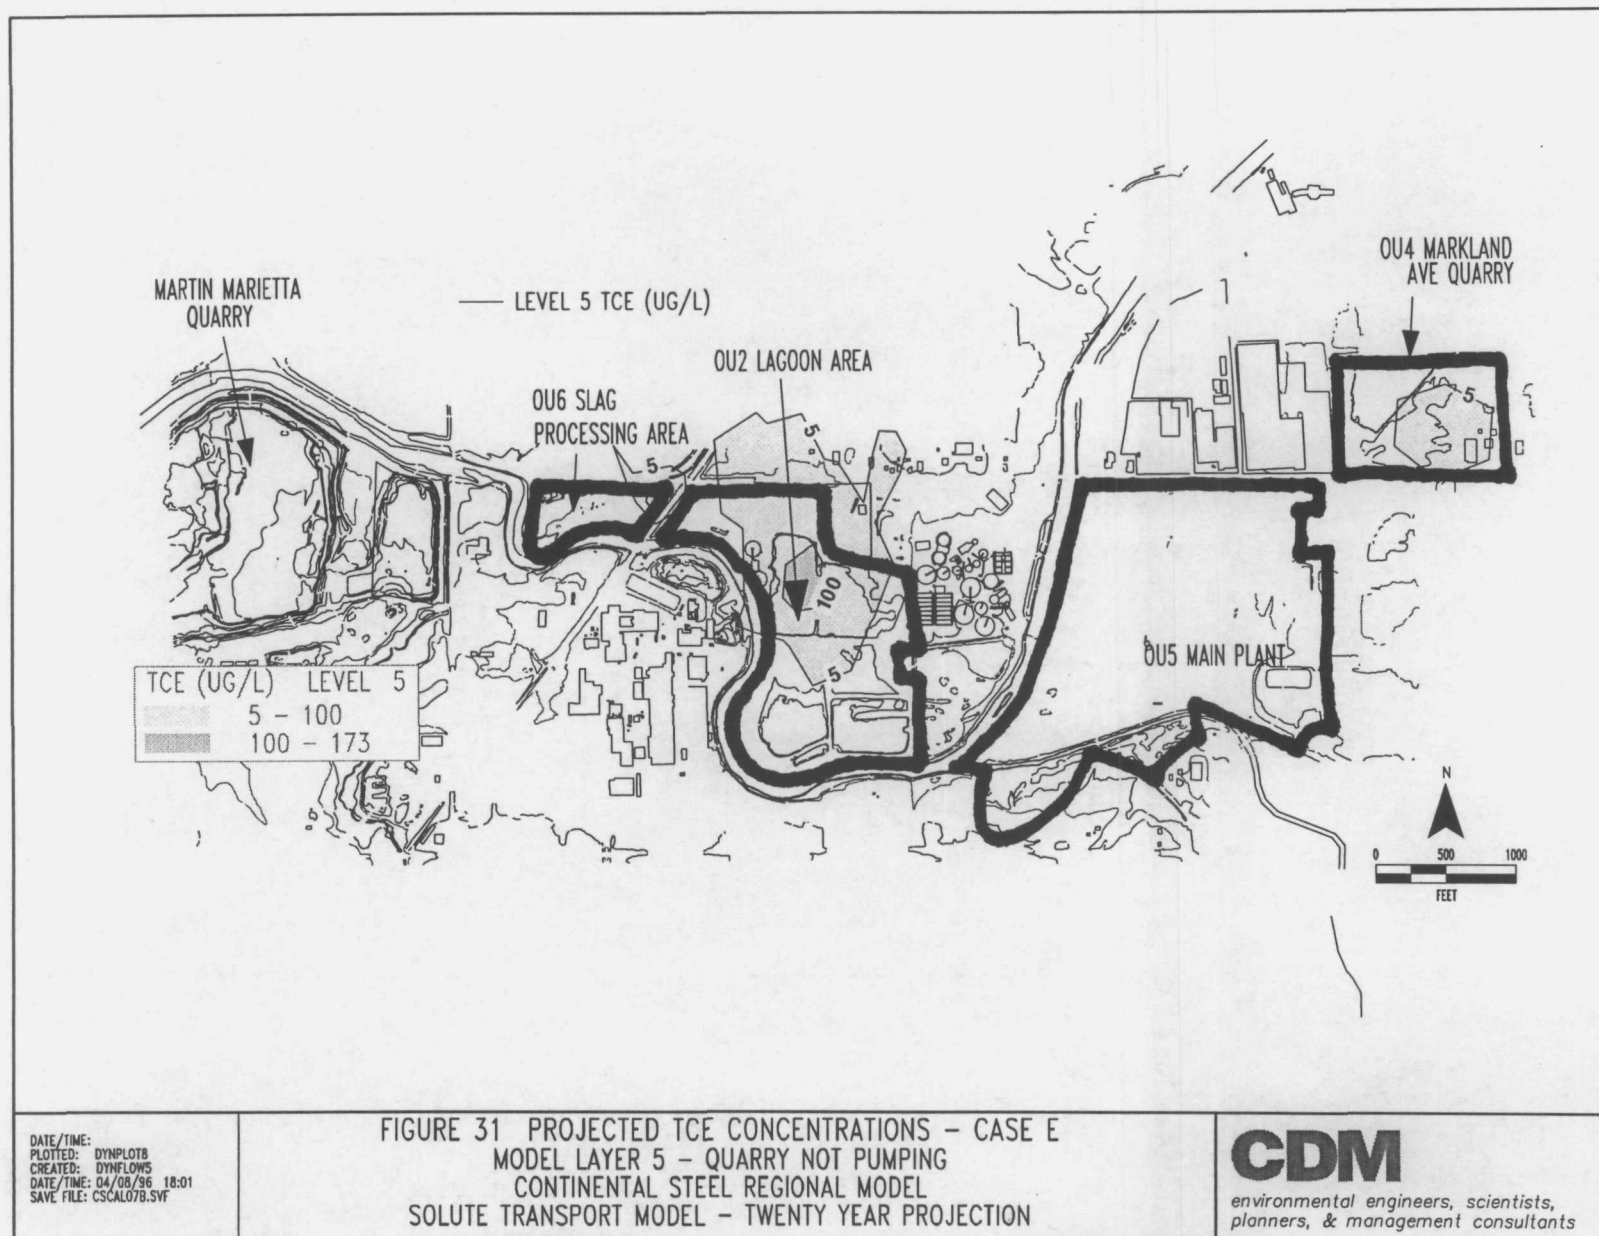 MARTIN MARIETTA
QUARRY
LEVEL 5 TCE (UG/L)
OU2 LAGOON AREA
OU6 SLAG
PROCESSING AREA
OU4 MARKLAND
AVE QUARRY
5
5
5
100
5
OU5 MAIN PLANT
TCE (UG/L) LEVEL 5
5 - 100
100 - 173
N
0 500 1000
FEET
DATE/TIME:
PLOTTED: DYNPLOT8
CREATED: DYNFLOW5
DATE/TIME: 04/08/96 18:01
SAVE FILE: CSCAL07B.SVF
FIGURE 31 PROJECTED TCE CONCENTRATIONS - CASE E
MODEL LAYER 5 - QUARRY NOT PUMPING
CONTINENTAL STEEL REGIONAL MODEL
SOLUTE TRANSPORT MODEL - TWENTY YEAR PROJECTION
CDM
environmental engineers, scientists,
planners, & management consultants